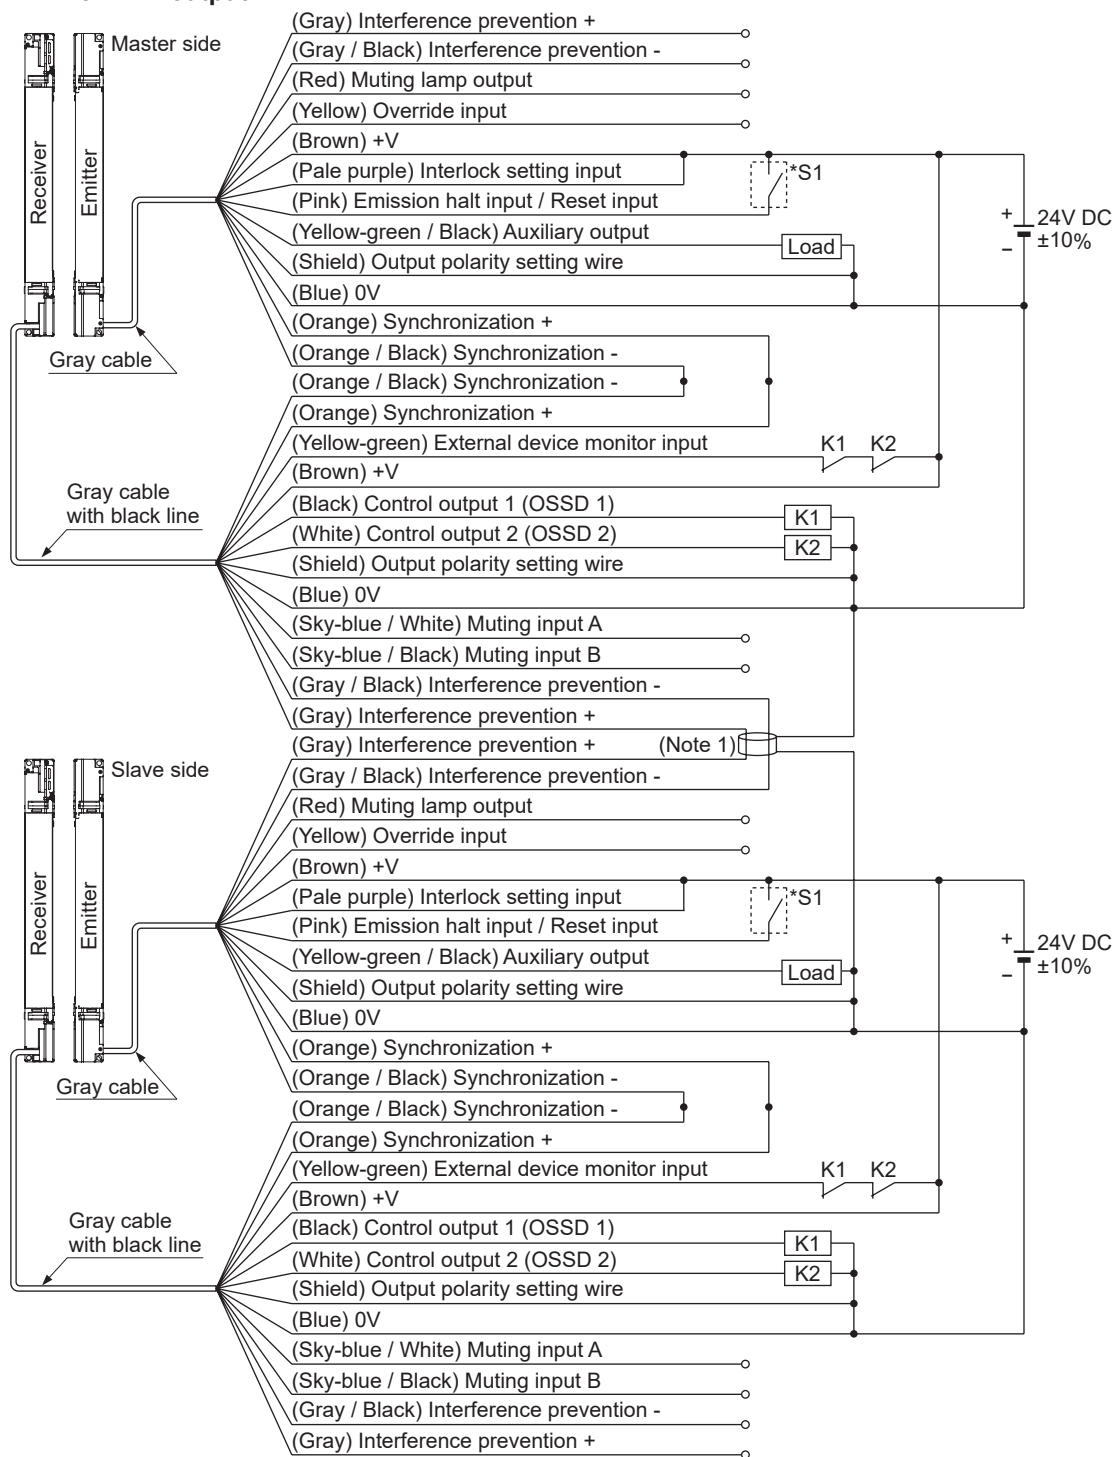 Master side
Receiver
Emitter
Gray cable
Gray cable
with black line
(Gray) Interference prevention +
(Gray / Black) Interference prevention -
(Red) Muting lamp output
(Yellow) Override input
(Brown) +V
(Pale purple) Interlock setting input
(Pink) Emission halt input / Reset input
(Yellow-green / Black) Auxiliary output
(Shield) Output polarity setting wire
(Blue) 0V
(Orange) Synchronization +
(Orange / Black) Synchronization -
(Orange / Black) Synchronization -
(Orange) Synchronization +
(Yellow-green) External device monitor input
(Brown) +V
(Black) Control output 1 (OSSD 1)
(White) Control output 2 (OSSD 2)
(Shield) Output polarity setting wire
(Blue) 0V
(Sky-blue / White) Muting input A
(Sky-blue / Black) Muting input B
(Gray / Black) Interference prevention -
(Gray) Interference prevention +
*S1
Load
+
24V DC
±10%
−
K1 K2
K1
K2
(Note 1)
Slave side
Receiver
Emitter
Gray cable
Gray cable
with black line
(Gray) Interference prevention +
(Gray / Black) Interference prevention -
(Red) Muting lamp output
(Yellow) Override input
(Brown) +V
(Pale purple) Interlock setting input
(Pink) Emission halt input / Reset input
(Yellow-green / Black) Auxiliary output
(Shield) Output polarity setting wire
(Blue) 0V
(Orange) Synchronization +
(Orange / Black) Synchronization -
(Orange / Black) Synchronization -
(Orange) Synchronization +
(Yellow-green) External device monitor input
(Brown) +V
(Black) Control output 1 (OSSD 1)
(White) Control output 2 (OSSD 2)
(Shield) Output polarity setting wire
(Blue) 0V
(Sky-blue / White) Muting input A
(Sky-blue / Black) Muting input B
(Gray / Black) Interference prevention -
(Gray) Interference prevention +
*S1
Load
+
24V DC
±10%
−
K1 K2
K1
K2